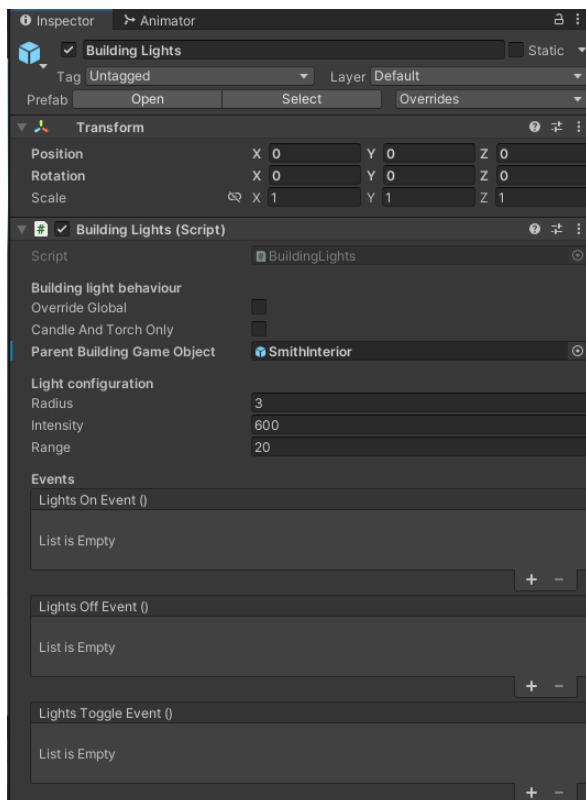 Inspector Animator
Building Lights Static
Tag Untagged Layer Default
Prefab Open Select Overrides
Transform
Position X 0 Y 0 Z 0
Rotation X 0 Y 0 Z 0
Scale X 1 Y 1 Z 1
# Building Lights (Script)
Script # BuildingLights
Building light behaviour
Override Global
Candle And Torch Only
Parent Building Game Object SmithInterior
Light configuration
Radius 3
Intensity 600
Range 20
Events
Lights On Event ()
List is Empty
+ −
Lights Off Event ()
List is Empty
+ −
Lights Toggle Event ()
List is Empty
+ −